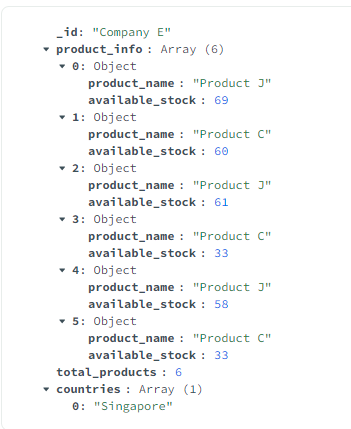 _id: "Company E"
product_info : Array (6)
0: Object
product_name : "Product J"
available_stock : 69
1: Object
product_name : "Product C"
available_stock : 60
2: Object
product_name : "Product J"
available_stock : 61
3: Object
product_name : "Product C"
available_stock : 33
4: Object
product_name : "Product J"
available_stock : 58
5: Object
product_name : "Product C"
available_stock : 33
total_products : 6
countries : Array (1)
0: "Singapore"